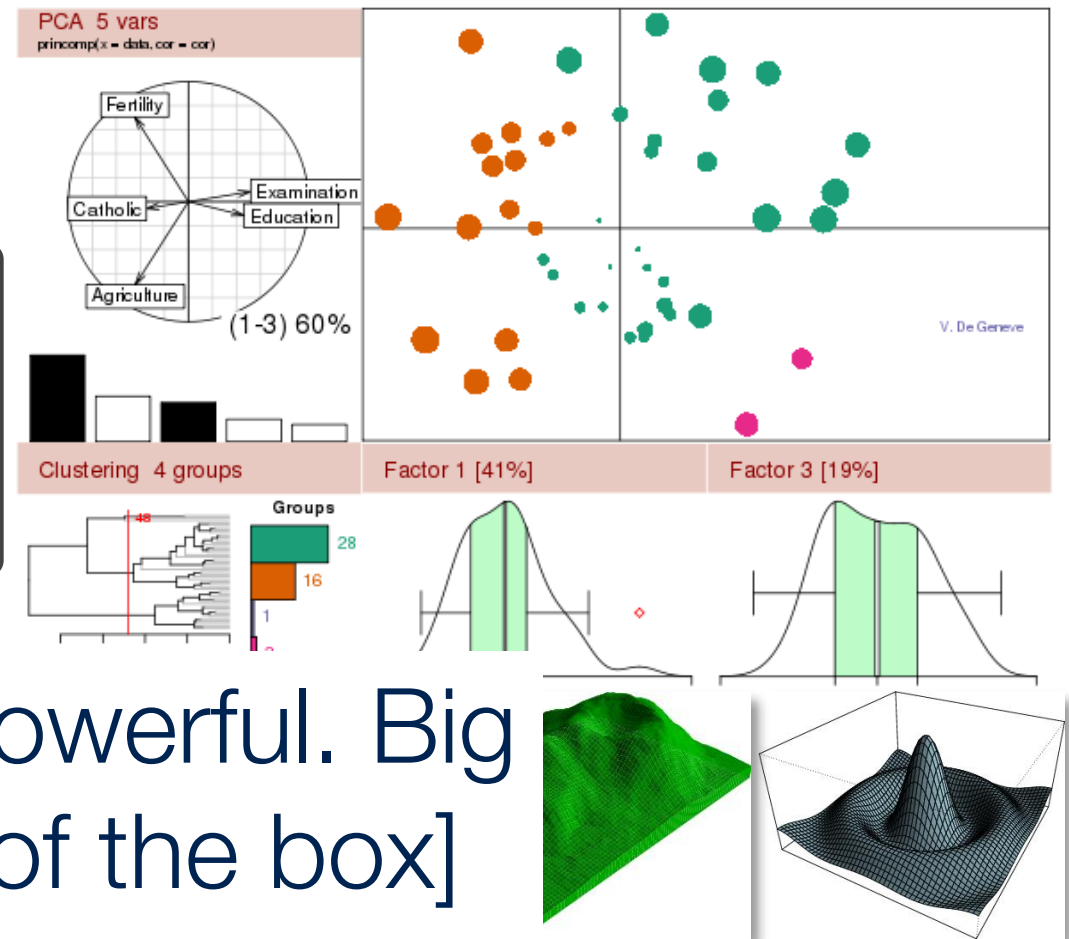 PCA 5 vars
princomp(x = data, cor = cor)
Fertility
Examination
Catholic
Education
Agriculture
(1-3) 60%
V. De Geneve
Clustering 4 groups
Factor 1 [41%]
Factor 3 [19%]
Groups
48
28
16
1
owerful. Big
of the box]